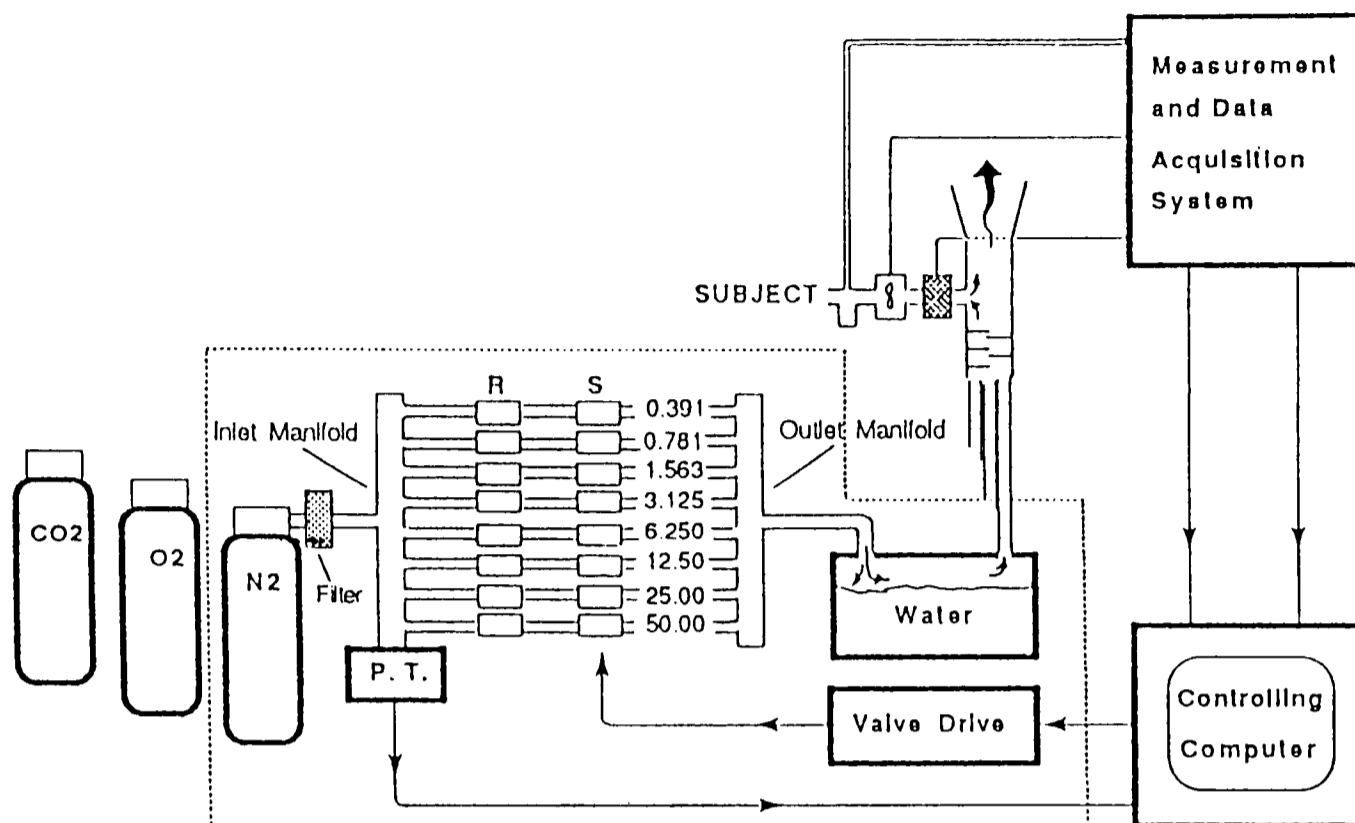 Measurement
and Data
Acquisition
System
SUBJECT
R S
0.391
Inlet Manifold
Outlet Manifold
0.781
1.563
3.125
6.250
12.50
25.00
50.00
CO2
O2
N2
Filter
Water
P. T.
Valve Drive
Controlling
Computer